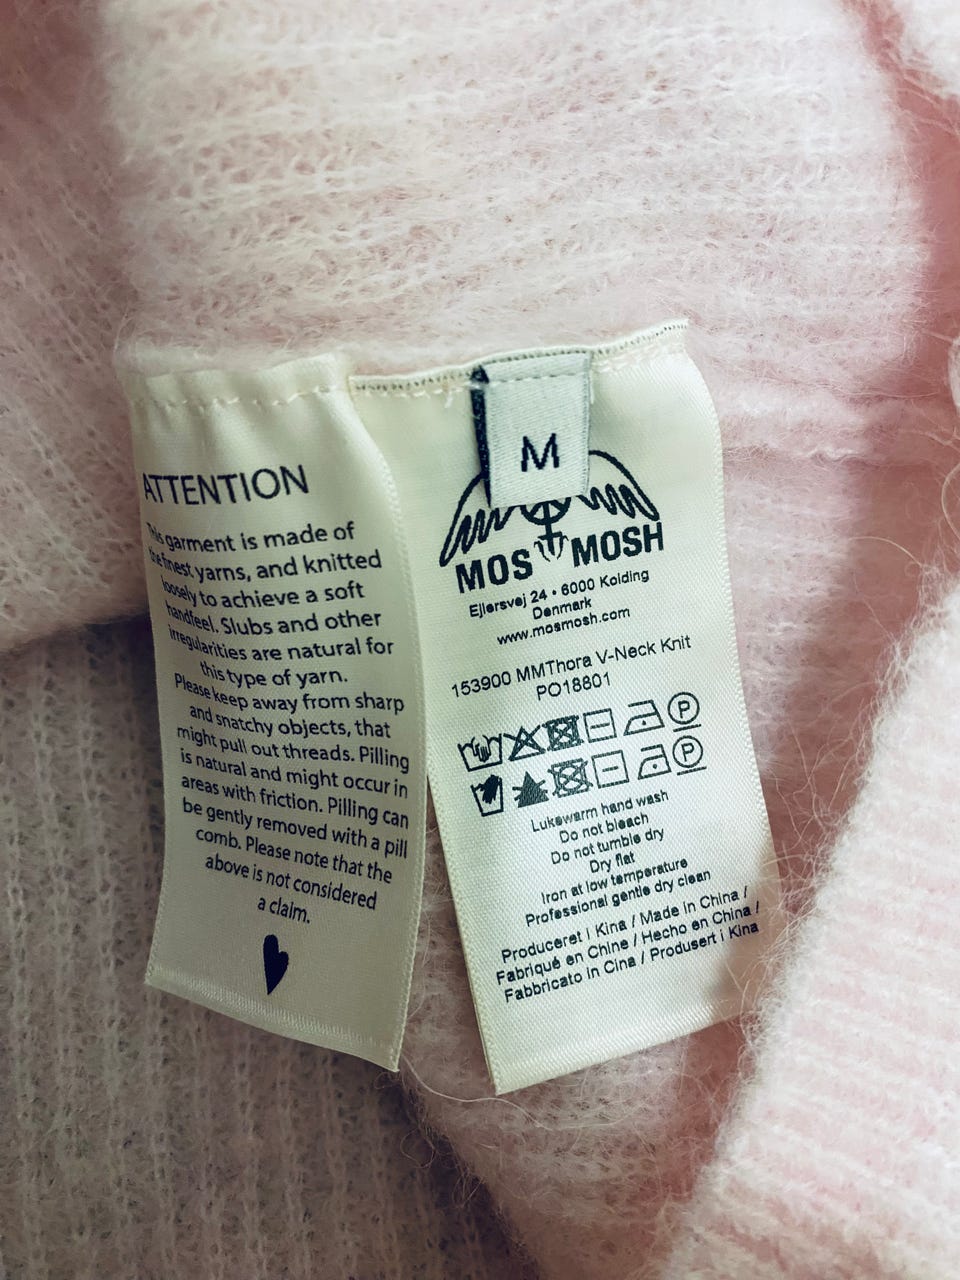 ATTENTION
This garment is made of
the finest yarns, and knitted
loosely to achieve a soft
handfeel. Slubs and other
irregularities are natural for
this type of yarn.
Please keep away from sharp
and snatchy objects, that
might pull out threads. Pilling
is natural and might occur in
areas with friction. Pilling can
be gently removed with a pill
comb. Please note that the
above is not considered
a claim.
M
MOS MOSH
Ejlersvej 24 • 6000 Kolding
Denmark
www.mosmosh.com
153900 MMThora V-Neck Knit
PO18801
P
P
Lukewarm hand wash
Do not bleach
Do not tumble dry
Dry flat
Iron at low temperature
Professional gentle dry clean
Produceret i Kina / Made in China /
Fabriqué en Chine / Hecho en China /
Fabbricato in Cina / Produsert i Kina